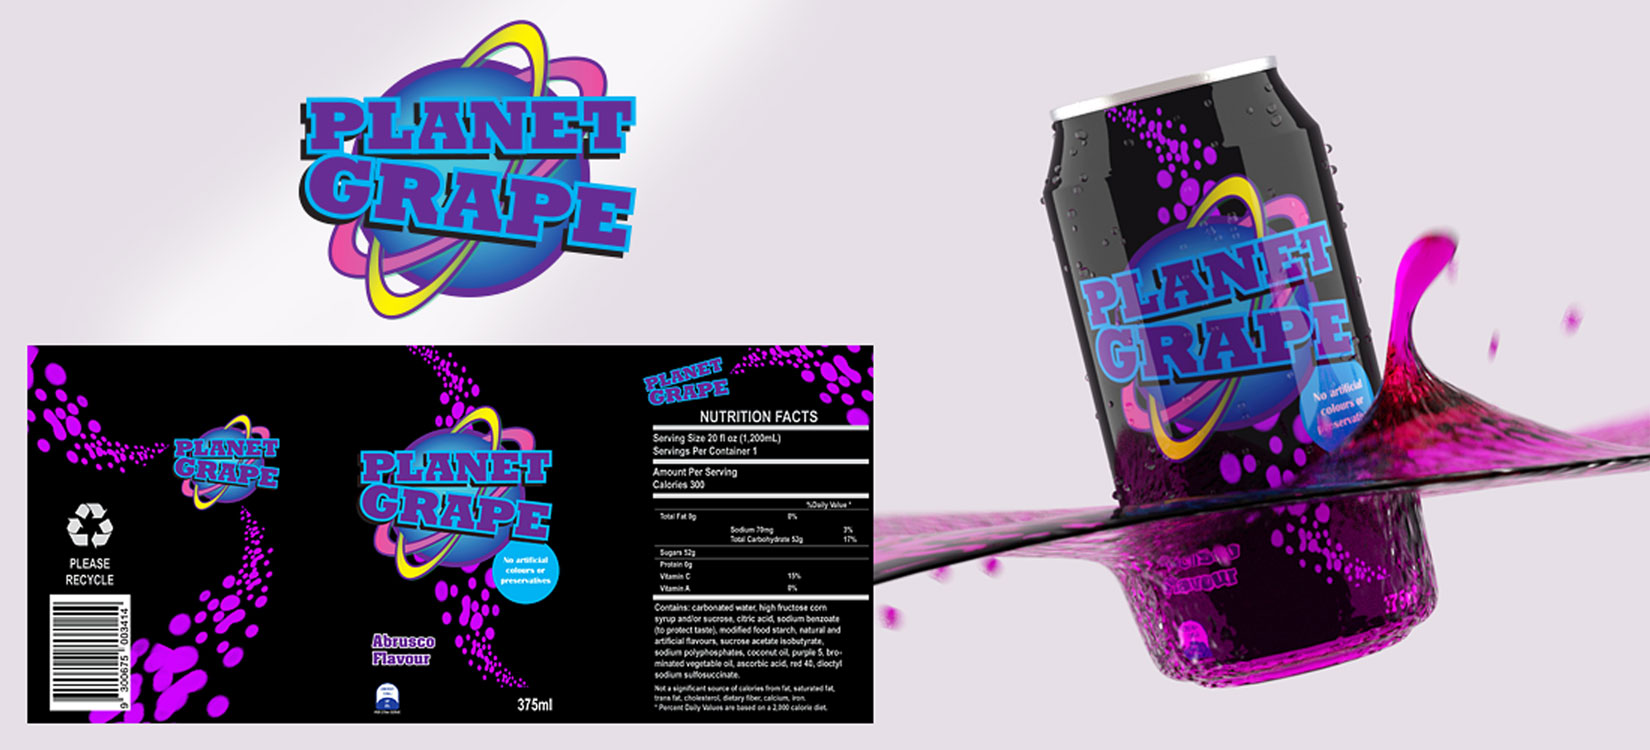 PLANET
GRAPE
PLANET
GRAPE
PLEASE
RECYCLE
9 300675 003414
PLANET
GRAPE
No artificial
colours or
preservatives
Abrusco
Flavour
375ml
PLANET
GRAPE
NUTRITION FACTS
Serving Size 20 fl oz (1,200mL)
Servings Per Container 1
Amount Per Serving
Calories 300
%Daily Value *
Total Fat 0g 0%
Sodium 70mg 3%
Total Carbohydrate 52g 17%
Sugars 52g
Protein 0g
Vitamin C 15%
Vitamin A 0%
Contains: carbonated water, high fructose corn
syrup and/or sucrose, citric acid, sodium benzoate
(to protect taste), modified food starch, natural and
artificial flavours, sucrose acetate isobutyrate,
sodium polyphosphates, coconut oil, purple 5, bro-
minated vegetable oil, ascorbic acid, red 40, dioctyl
sodium sulfosuccinate.
Not a significant source of calories from fat, saturated fat,
trans fat, cholesterol, dietary fiber, calcium, iron.
* Percent Daily Values are based on a 2,000 calorie diet.
PLANET
GRAPE
No artificial
colours or
preservatives
Flavour